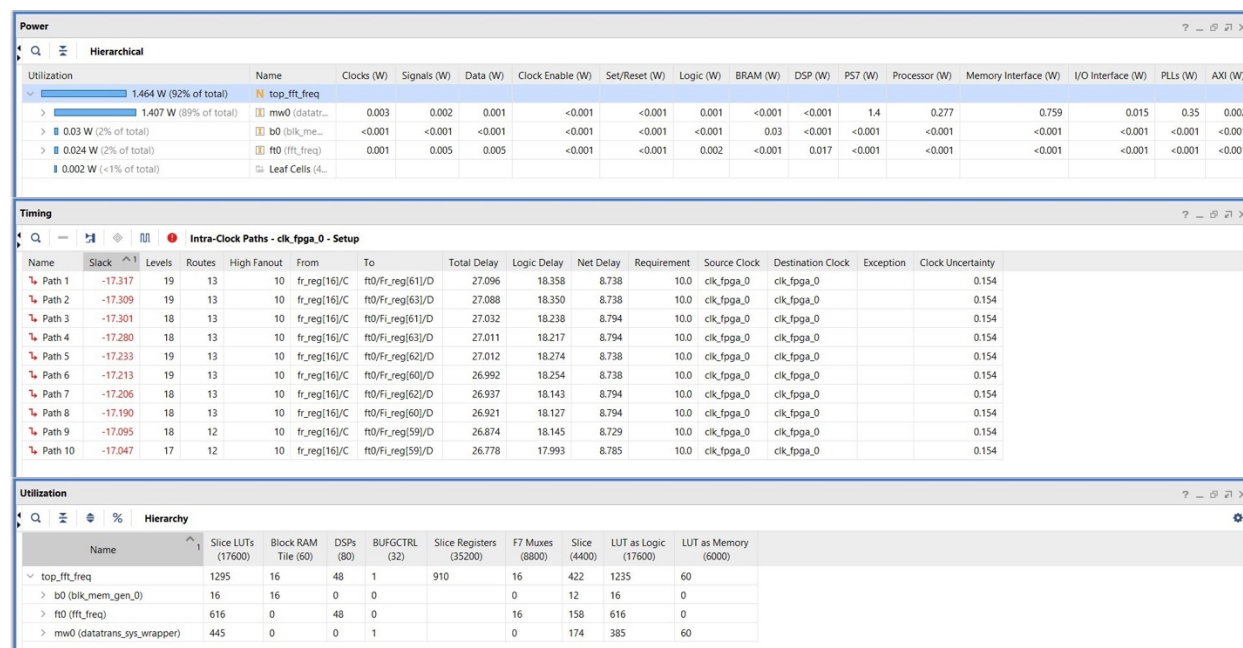 Power
Hierarchical
Utilization Name Clocks (W) Signals (W) Data (W) Clock Enable (W) Set/Reset (W) Logic (W) BRAM (W) DSP (W) PS7 (W) Processor (W) Memory Interface (W) I/O Interface (W) PLLs (W) AXI (W)
1.464 W (92% of total) N top_fft_freq
1.407 W (89% of total) mw0 (datatr... 0.003 0.002 0.001 <0.001 <0.001 0.001 <0.001 <0.001 1.4 0.277 0.759 0.015 0.35
0.03 W (2% of total) b0 (blk_me... <0.001 <0.001 <0.001 <0.001 <0.001 <0.001 0.03 <0.001 <0.001 <0.001 <0.001 <0.001 <0.001
0.024 W (2% of total) ft0 (fft_freq) 0.001 0.005 0.005 <0.001 <0.001 0.002 <0.001 0.017 <0.001 <0.001 <0.001 <0.001 <0.001
0.002 W (<1% of total) Leaf Cells (4...
Timing
Intra-Clock Paths - clk_fpga_0 - Setup
Name Slack 1 Levels Routes High Fanout From To Total Delay Logic Delay Net Delay Requirement Source Clock Destination Clock Exception Clock Uncertainty
Path 1 -17.317 19 13 10 fr_reg[16]/C ft0/Fr_reg[61]/D 27.096 18.358 8.738 10.0 clk_fpga_0 clk_fpga_0 0.154
Path 2 -17.309 19 13 10 fr_reg[16]/C ft0/Fr_reg[63]/D 27.088 18.350 8.738 10.0 clk_fpga_0 clk_fpga_0 0.154
Path 3 -17.301 18 13 10 fr_reg[16]/C ft0/Fi_reg[61]/D 27.032 18.238 8.794 10.0 clk_fpga_0 clk_fpga_0 0.154
Path 4 -17.280 18 13 10 fr_reg[16]/C ft0/Fi_reg[63]/D 27.011 18.217 8.794 10.0 clk_fpga_0 clk_fpga_0 0.154
Path 5 -17.233 19 13 10 fr_reg[16]/C ft0/Fr_reg[62]/D 27.012 18.274 8.738 10.0 clk_fpga_0 clk_fpga_0 0.154
Path 6 -17.213 19 13 10 fr_reg[16]/C ft0/Fr_reg[60]/D 26.992 18.254 8.738 10.0 clk_fpga_0 clk_fpga_0 0.154
Path 7 -17.206 18 13 10 fr_reg[16]/C ft0/Fi_reg[62]/D 26.937 18.143 8.794 10.0 clk_fpga_0 clk_fpga_0 0.154
Path 8 -17.190 18 13 10 fr_reg[16]/C ft0/Fi_reg[60]/D 26.921 18.127 8.794 10.0 clk_fpga_0 clk_fpga_0 0.154
Path 9 -17.095 18 12 10 fr_reg[16]/C ft0/Fr_reg[59]/D 26.874 18.145 8.729 10.0 clk_fpga_0 clk_fpga_0 0.154
Path 10 -17.047 17 12 10 fr_reg[16]/C ft0/Fi_reg[59]/D 26.778 17.993 8.785 10.0 clk_fpga_0 clk_fpga_0 0.154
Utilization
% Hierarchy
Name 1 Slice LUTs Block RAM DSPs BUFGCTRL Slice Registers F7 Muxes Slice LUT as Logic LUT as Memory
(17600) Tile (60) (80) (32) (35200) (8800) (4400) (17600) (6000)
top_fft_freq 1295 16 48 1 910 16 422 1235 60
b0 (blk_mem_gen_0) 16 16 0 0 0 12 16 0
ft0 (fft_freq) 616 0 48 0 16 158 616 0
mw0 (datatrans_sys_wrapper) 445 0 0 1 0 174 385 60